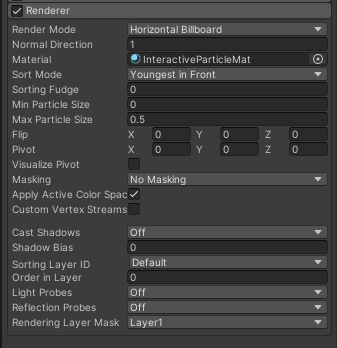 Renderer
Render Mode Horizontal Billboard
Normal Direction 1
Material InteractiveParticleMat
Sort Mode Youngest in Front
Sorting Fudge 0
Min Particle Size 0
Max Particle Size 0.5
Flip X 0 Y 0 Z 0
Pivot X 0 Y 0 Z 0
Visualize Pivot
Masking No Masking
Apply Active Color Spac
Custom Vertex Streams
Cast Shadows Off
Shadow Bias 0
Sorting Layer ID Default
Order in Layer 0
Light Probes Off
Reflection Probes Off
Rendering Layer Mask Layer1